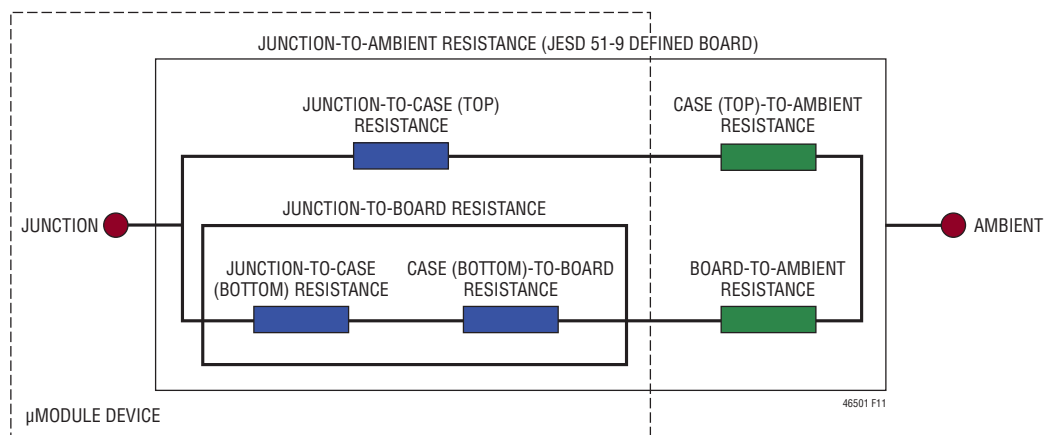 JUNCTION-TO-AMBIENT RESISTANCE (JESD 51-9 DEFINED BOARD)
JUNCTION-TO-CASE (TOP)
RESISTANCE
CASE (TOP)-TO-AMBIENT
RESISTANCE
JUNCTION
JUNCTION-TO-BOARD RESISTANCE
AMBIENT
JUNCTION-TO-CASE
(BOTTOM) RESISTANCE
CASE (BOTTOM)-TO-BOARD
RESISTANCE
BOARD-TO-AMBIENT
RESISTANCE
46501 F11
µMODULE DEVICE